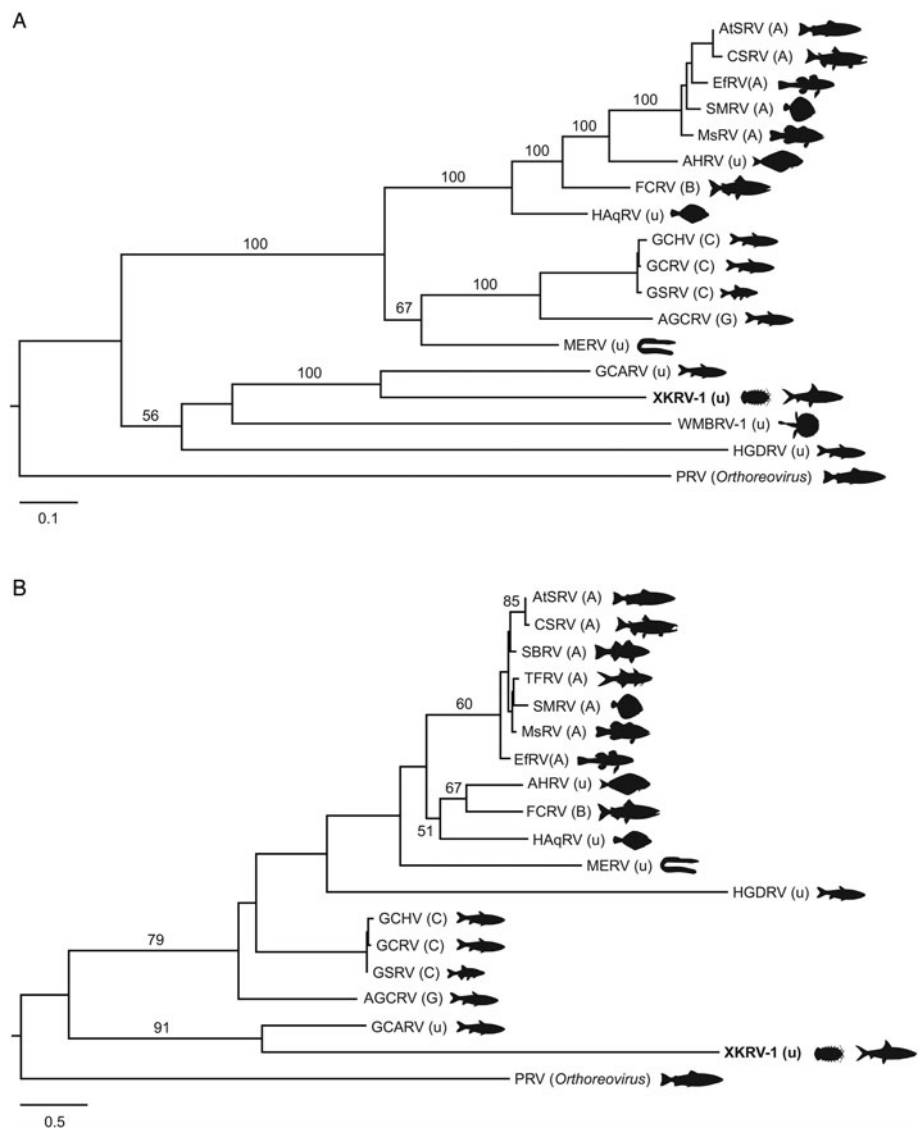 A
AtSRV (A)
CSRV (A)
EfRV(A)
100
SMRV (A)
100
MsRV (A)
100
AHRV (u)
100
FCRV (B)
HAqRV (u)
GCHV (C)
100
GCRV (C)
100
GSRV (C)
67
AGCRV (G)
MERV (u)
100
GCARV (u)
XKRV-1 (u)
56
WMBRV-1 (u)
HGDRV (u)
PRV (Orthoreovirus)
0.1
B
85
AtSRV (A)
CSRV (A)
SBRV (A)
TFRV (A)
60
SMRV (A)
MsRV (A)
EfRV(A)
67
AHRV (u)
FCRV (B)
51
HAqRV (u)
MERV (u)
HGDRV (u)
GCHV (C)
79
GCRV (C)
GSRV (C)
AGCRV (G)
91
GCARV (u)
XKRV-1 (u)
PRV (Orthoreovirus)
0.5